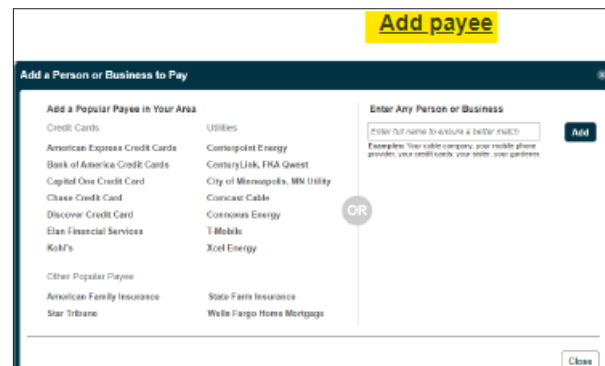 Add payee
Add a Person or Business to Pay
Add a Popular Payee in Your Area
Credit Cards
American Express Credit Cards
Bank of America Credit Cards
Capital One Credit Card
Chase Credit Card
Discover Credit Card
Elan Financial Services
Kohl's
Utilities
Centerpoint Energy
CenturyLink, FKA Qwest
City of Minneapolis, MN Utility
Comcast Cable
Connexus Energy
T-Mobile
Xcel Energy
Other Popular Payee
American Family Insurance
Star Tribune
State Farm Insurance
Wells Fargo Home Mortgage
OR
Enter Any Person or Business
Enter full name to ensure a better match
Add
Examples: Your cable company, your mobile phone
provider, your credit cards, your sister, your gardener.
Close